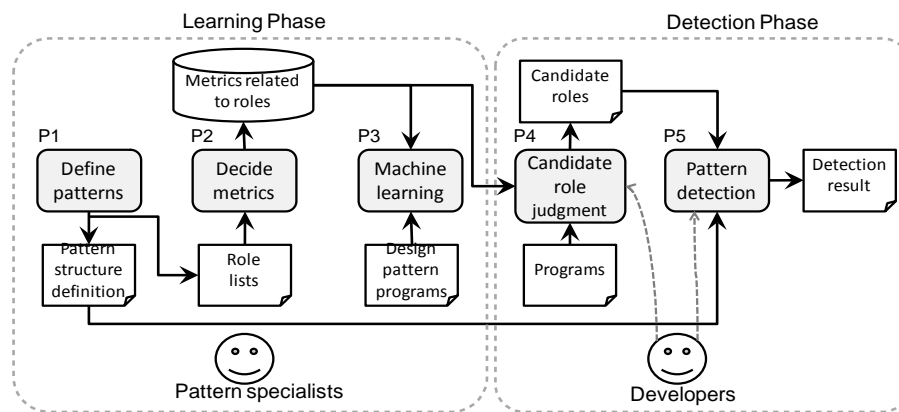 Learning Phase
Detection Phase
Metrics related
to roles
Candidate
roles
P1
P2
P3
P4
P5
Define
patterns
Decide
metrics
Machine
learning
Candidate
role
judgment
Pattern
detection
Detection
result
Pattern
structure
definition
Role
lists
Design
pattern
programs
Programs
Pattern specialists
Developers